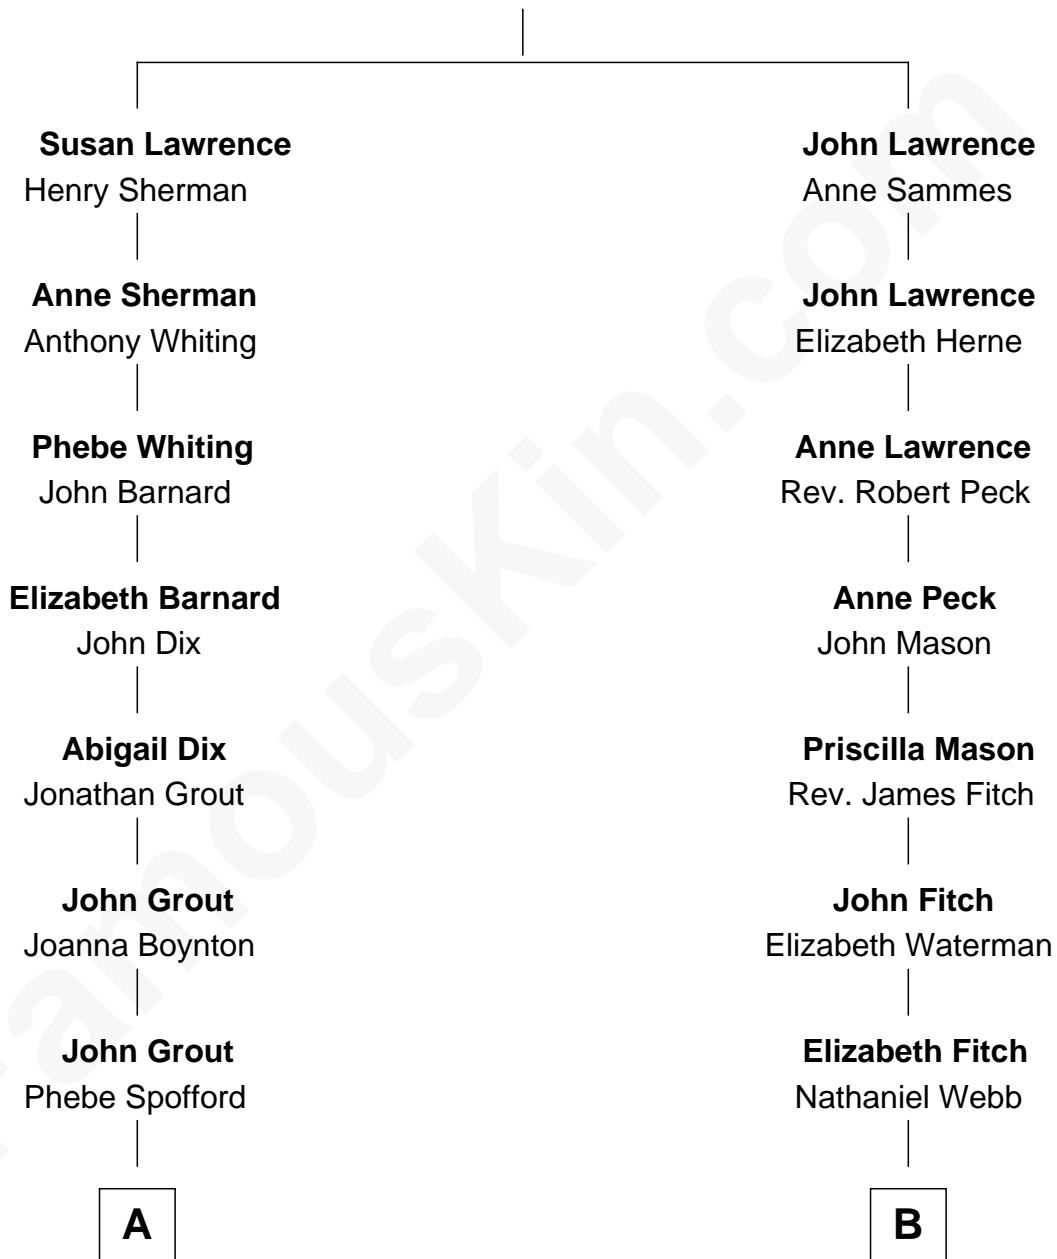 Susan Lawrence
Henry Sherman
Anne Sherman
Anthony Whiting
Phebe Whiting
John Barnard
Elizabeth Barnard
John Dix
Abigail Dix
Jonathan Grout
John Grout
Joanna Boynton
John Grout
Phebe Spofford
A
John Lawrence
Anne Sammes
John Lawrence
Elizabeth Herne
Anne Lawrence
Rev. Robert Peck
Anne Peck
John Mason
Priscilla Mason
Rev. James Fitch
John Fitch
Elizabeth Waterman
Elizabeth Fitch
Nathaniel Webb
B
FamousKin.com